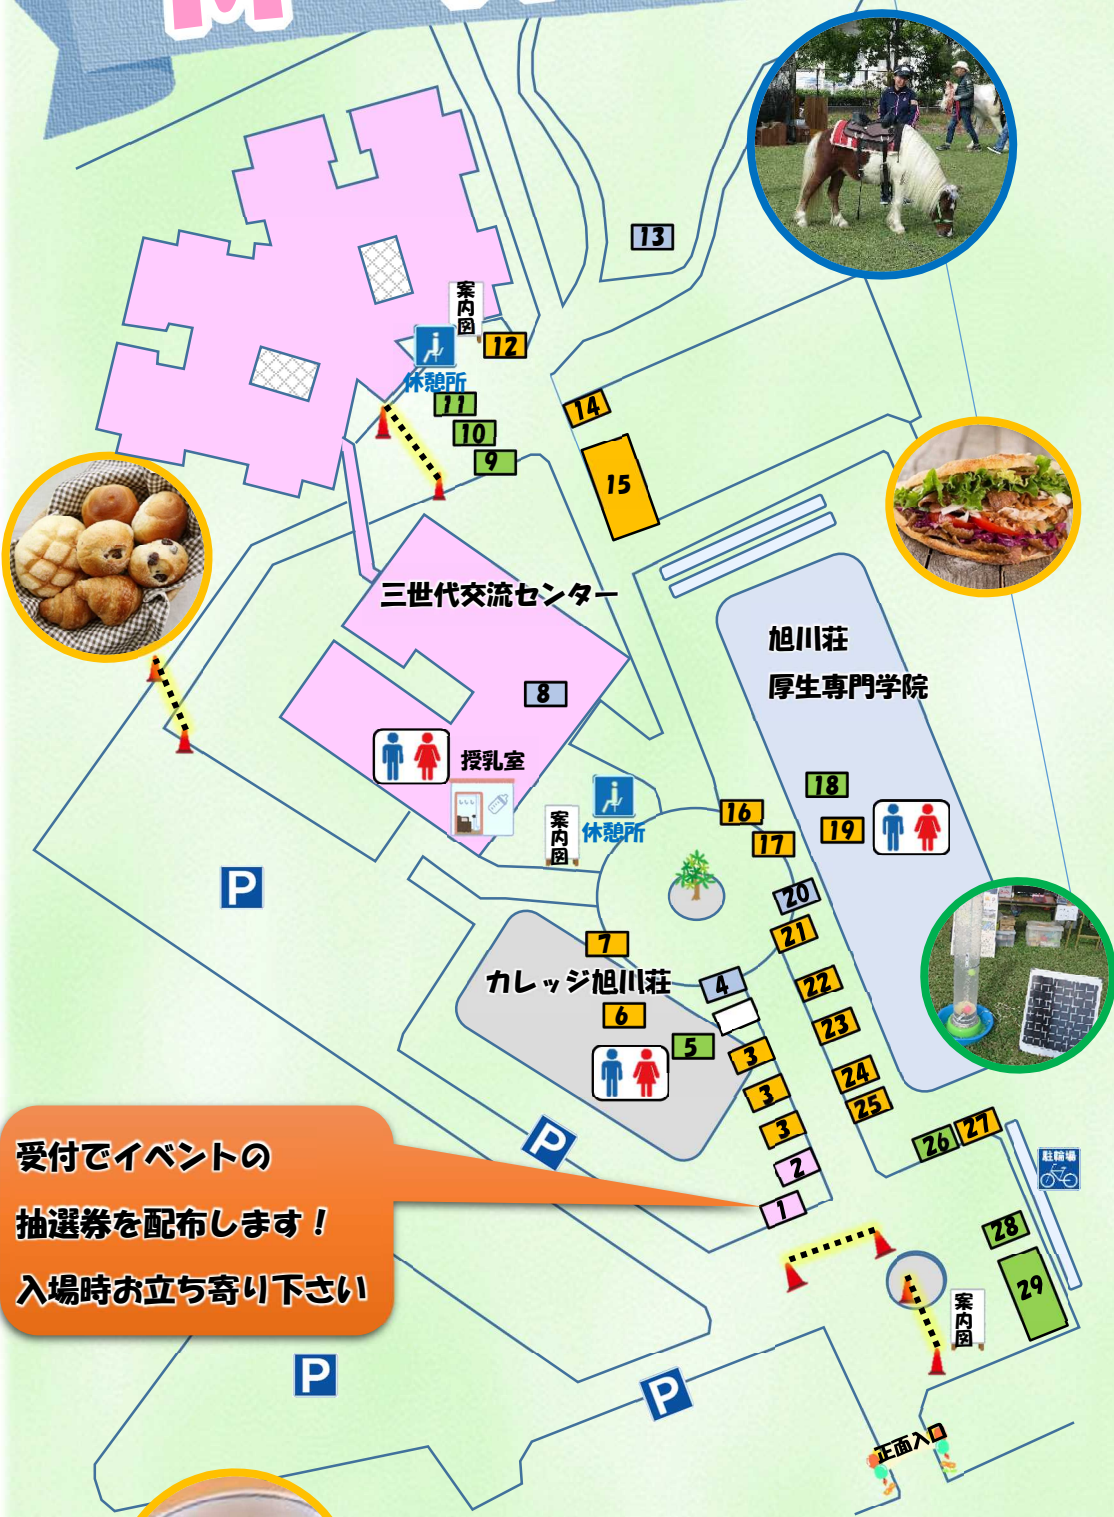 M
13
案内図
12
休憩所
11
10
9
14
15
三世代交流センター
旭川荘
厚生専門学院
8
授乳室
案内図
休憩所
18
16
19
17
P
20
21
7
カレッジ旭川荘
4
22
6
23
5
3
24
3
25
3
26
27
P
2
1
駐輪場
受付でイベントの
抽選券を配布します！
入場時お立ち寄り下さい
28
29
案内図
P
P
正面入口